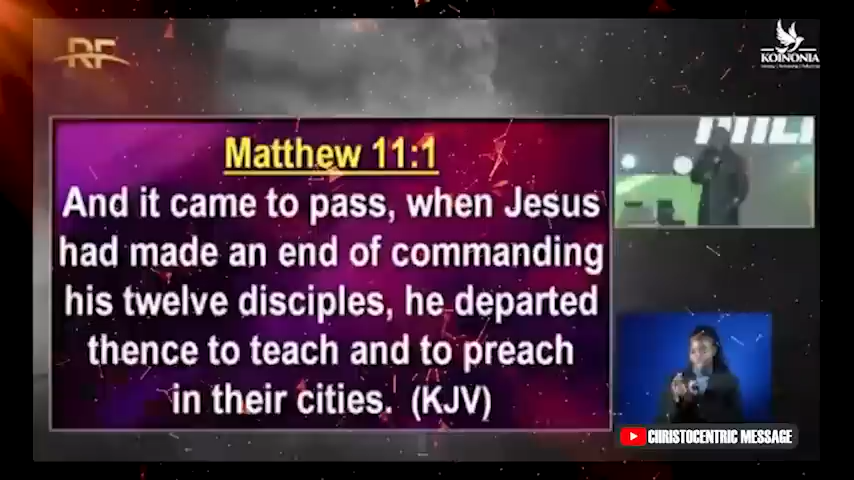 RF
KOINONIA
Matthew 11:1
And it came to pass, when Jesus
had made an end of commanding
his twelve disciples, he departed
thence to teach and to preach
in their cities. (KJV)
CHRISTOCENTRIC MESSAGE